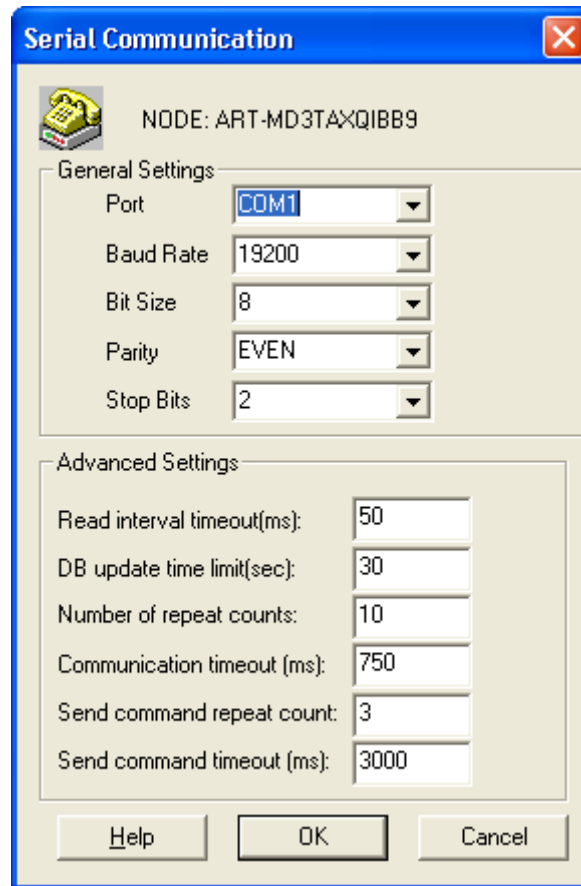 Serial Communication
NODE: ART-MD3TAXQIBB9
General Settings
Port COM1
Baud Rate 19200
Bit Size 8
Parity EVEN
Stop Bits 2
Advanced Settings
Read interval timeout(ms): 50
DB update time limit(sec): 30
Number of repeat counts: 10
Communication timeout (ms): 750
Send command repeat count: 3
Send command timeout (ms): 3000
Help OK Cancel